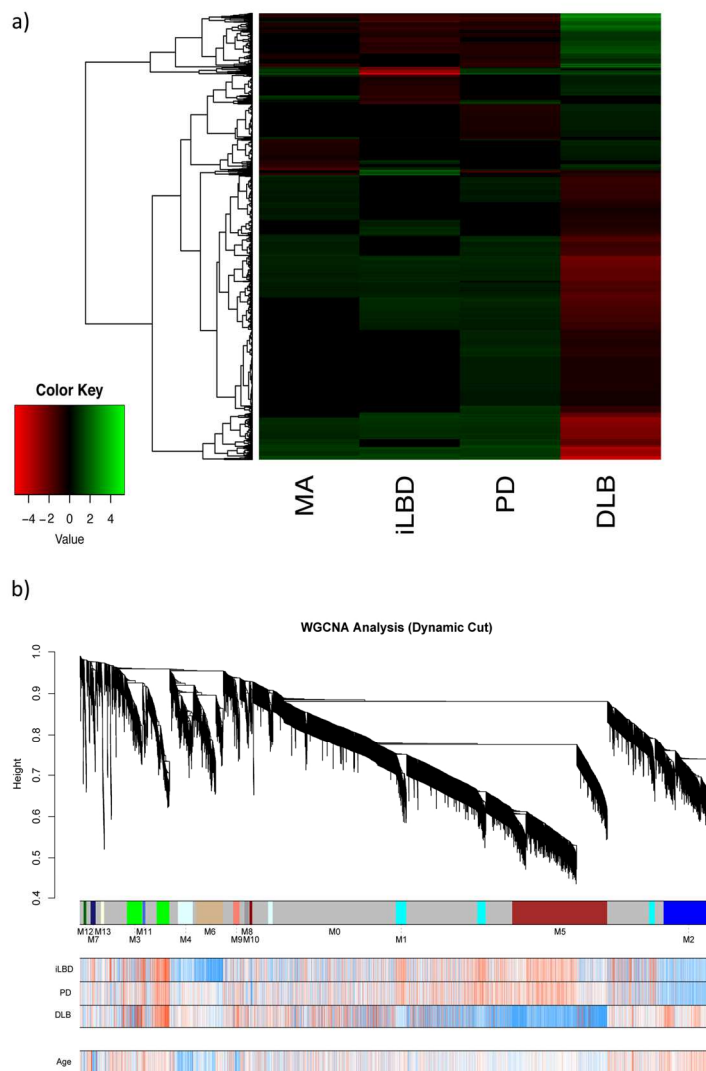 a)
Color Key
−4 −2 0 2 4
Value
MA
iLBD
PD
DLB
b)
WGCNA Analysis (Dynamic Cut)
Height
1.0
0.9
0.8
0.7
0.6
0.5
0.4
M12 M13 M11 M8
M7 M3 M4 M6 M9 M10 M0 M1 M5 M2
iLBD
PD
DLB
Age